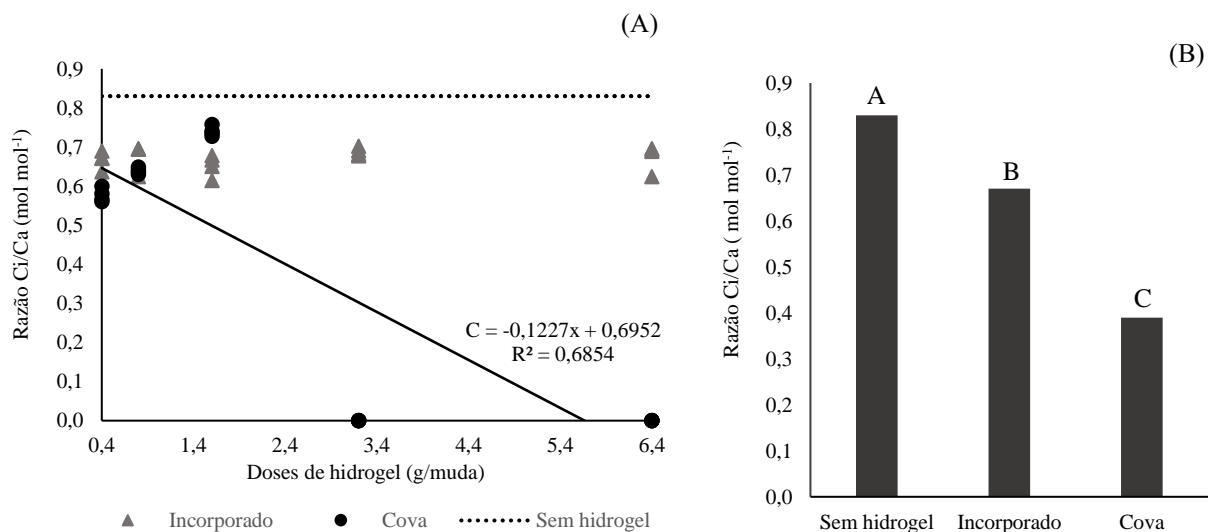 (A)
Razão Ci/Ca (mol mol⁻¹)
0,9
0,8
0,7
0,6
0,5
0,4
0,3
0,2
0,1
0,0
C = -0,1227x + 0,6952
R² = 0,6854
0,4 1,4 2,4 3,4 4,4 5,4 6,4
Doses de hidrogel (g/muda)
Incorporado Cova Sem hidrogel
(B)
Razão Ci/Ca ( mol mol⁻¹)
0,9
0,8
0,7
0,6
0,5
0,4
0,3
0,2
0,1
0,0
A
B
C
Sem hidrogel Incorporado Cova